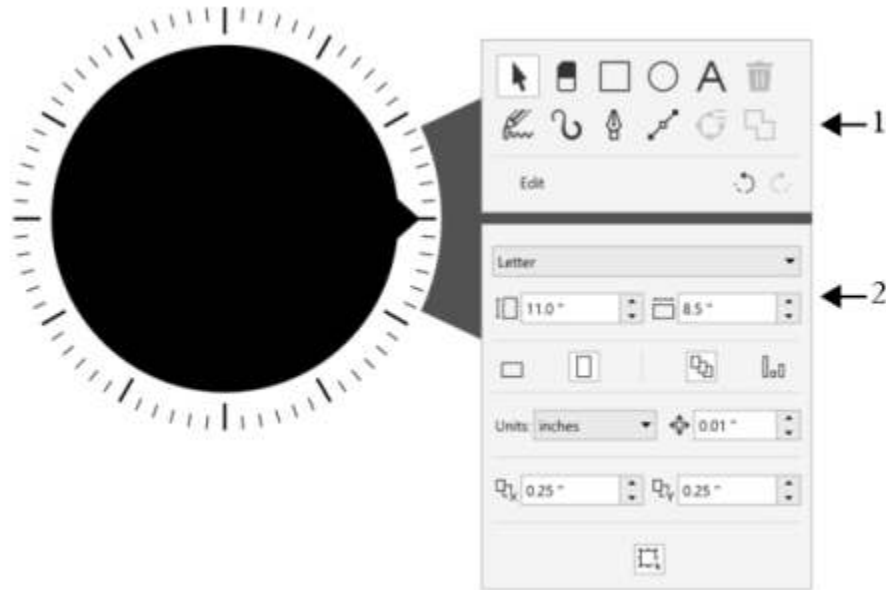 A
1
Edit
Letter
2
11.0 " 8.5 "
Units: inches 0.01 "
X 0.25 " Y 0.25 "